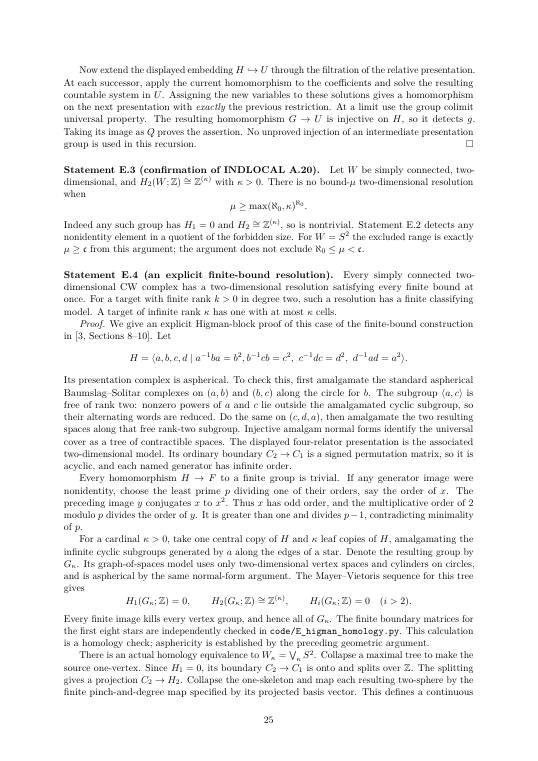 Now extend the displayed embedding H ↪ U through the filtration of the relative presentation.
At each successor, apply the current homomorphism to the coefficients and solve the resulting
countable system in U. Assigning the new variables to these solutions gives a homomorphism
on the next presentation with exactly the previous restriction. At a limit use the group colimit
universal property. The resulting homomorphism G → U is injective on H, so it detects g.
Taking its image as Q proves the assertion. No unproved injection of an intermediate presentation
group is used in this recursion. □
Statement E.3 (confirmation of INDLOCAL A.20). Let W be simply connected, two-
dimensional, and H₂(W; ℤ) ≅ ℤ^(κ) with κ > 0. There is no bound-μ two-dimensional resolution
when
μ ≥ max(ℵ₀, κ)^ℵ₀.
Indeed any such group has H₁ = 0 and H₂ ≅ ℤ^(κ), so is nontrivial. Statement E.2 detects any
nonidentity element in a quotient of the forbidden size. For W = S² the excluded range is exactly
μ ≥ 𝔠 from this argument; the argument does not exclude ℵ₀ ≤ μ < 𝔠.
Statement E.4 (an explicit finite-bound resolution). Every simply connected two-
dimensional CW complex has a two-dimensional resolution satisfying every finite bound at
once. For a target with finite rank k > 0 in degree two, such a resolution has a finite classifying
model. A target of infinite rank κ has one with at most κ cells.
Proof. We give an explicit Higman-block proof of this case of the finite-bound construction
in [3, Sections 8–10]. Let
H = ⟨a, b, c, d | a⁻¹ba = b², b⁻¹cb = c², c⁻¹dc = d², d⁻¹ad = a²⟩.
Its presentation complex is aspherical. To check this, first amalgamate the standard aspherical
Baumslag–Solitar complexes on (a, b) and (b, c) along the circle for b. The subgroup ⟨a, c⟩ is
free of rank two: nonzero powers of a and c lie outside the amalgamated cyclic subgroup, so
their alternating words are reduced. Do the same on (c, d, a), then amalgamate the two resulting
spaces along that free rank-two subgroup. Injective amalgam normal forms identify the universal
cover as a tree of contractible spaces. The displayed four-relator presentation is the associated
two-dimensional model. Its ordinary boundary C₂ → C₁ is a signed permutation matrix, so it is
acyclic, and each named generator has infinite order.
Every homomorphism H → F to a finite group is trivial. If any generator image were
nonidentity, choose the least prime p dividing one of their orders, say the order of x. The
preceding image y conjugates x to x². Thus x has odd order, and the multiplicative order of 2
modulo p divides the order of y. It is greater than one and divides p − 1, contradicting minimality
of p.
For a cardinal κ > 0, take one central copy of H and κ leaf copies of H, amalgamating the
infinite cyclic subgroups generated by a along the edges of a star. Denote the resulting group by
G_κ. Its graph-of-spaces model uses only two-dimensional vertex spaces and cylinders on circles,
and is aspherical by the same normal-form argument. The Mayer–Vietoris sequence for this tree
gives
H₁(G_κ; ℤ) = 0, H₂(G_κ; ℤ) ≅ ℤ^(κ), H_i(G_κ; ℤ) = 0 (i > 2).
Every finite image kills every vertex group, and hence all of G_κ. The finite boundary matrices for
the first eight stars are independently checked in code/E_higman_homology.py. This calculation
is a homology check; asphericity is established by the preceding geometric argument.
There is an actual homology equivalence to W_κ = ⋁_κ S². Collapse a maximal tree to make the
source one-vertex. Since H₁ = 0, its boundary C₂ → C₁ is onto and splits over ℤ. The splitting
gives a projection C₂ → H₂. Collapse the one-skeleton and map each resulting two-sphere by the
finite pinch-and-degree map specified by its projected basis vector. This defines a continuous
25